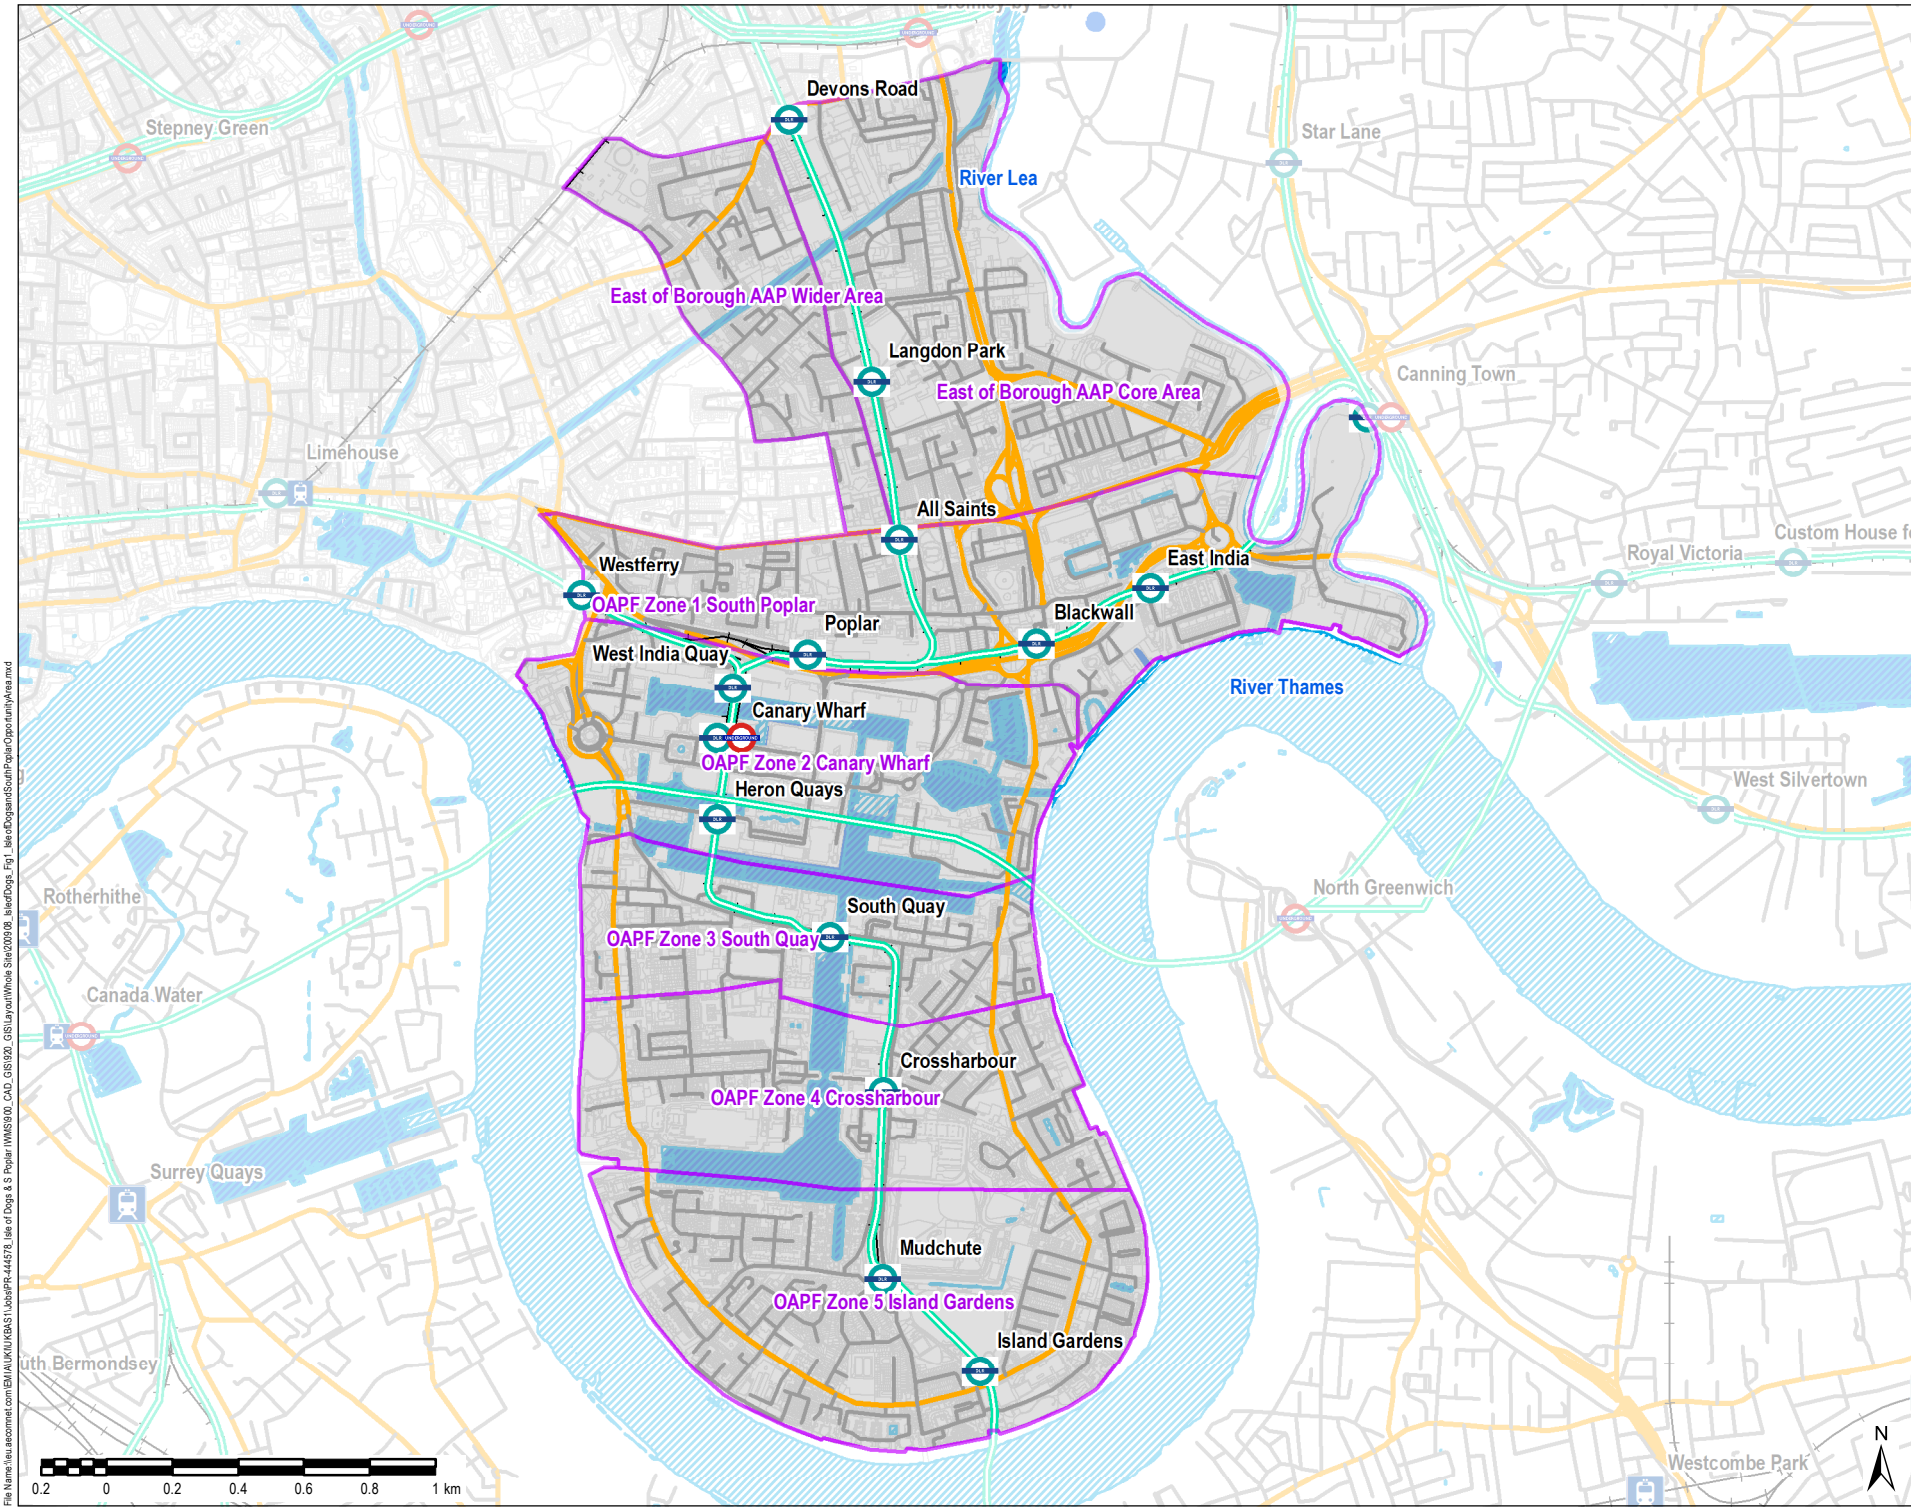 Bromley by Bow
Devons Road
Stepney Green
Star Lane
River Lea
East of Borough AAP Wider Area
Langdon Park
East of Borough AAP Core Area
Canning Town
Limehouse
All Saints
Custom House f
Royal Victoria
East India
Westferry
OAPF Zone 1 South Poplar
Blackwall
Poplar
West India Quay
River Thames
Canary Wharf
UNDERGROUND
OAPF Zone 2 Canary Wharf
Heron Quays
West Silvertown
Rotherhithe
North Greenwich
South Quay
OAPF Zone 3 South Quay
Canada Water
Crossharbour
OAPF Zone 4 Crossharbour
Surrey Quays
Mudchute
OAPF Zone 5 Island Gardens
Island Gardens
uth Bermondsey
Westcombe Park
N
0.2 0 0.2 0.4 0.6 0.8 1 km